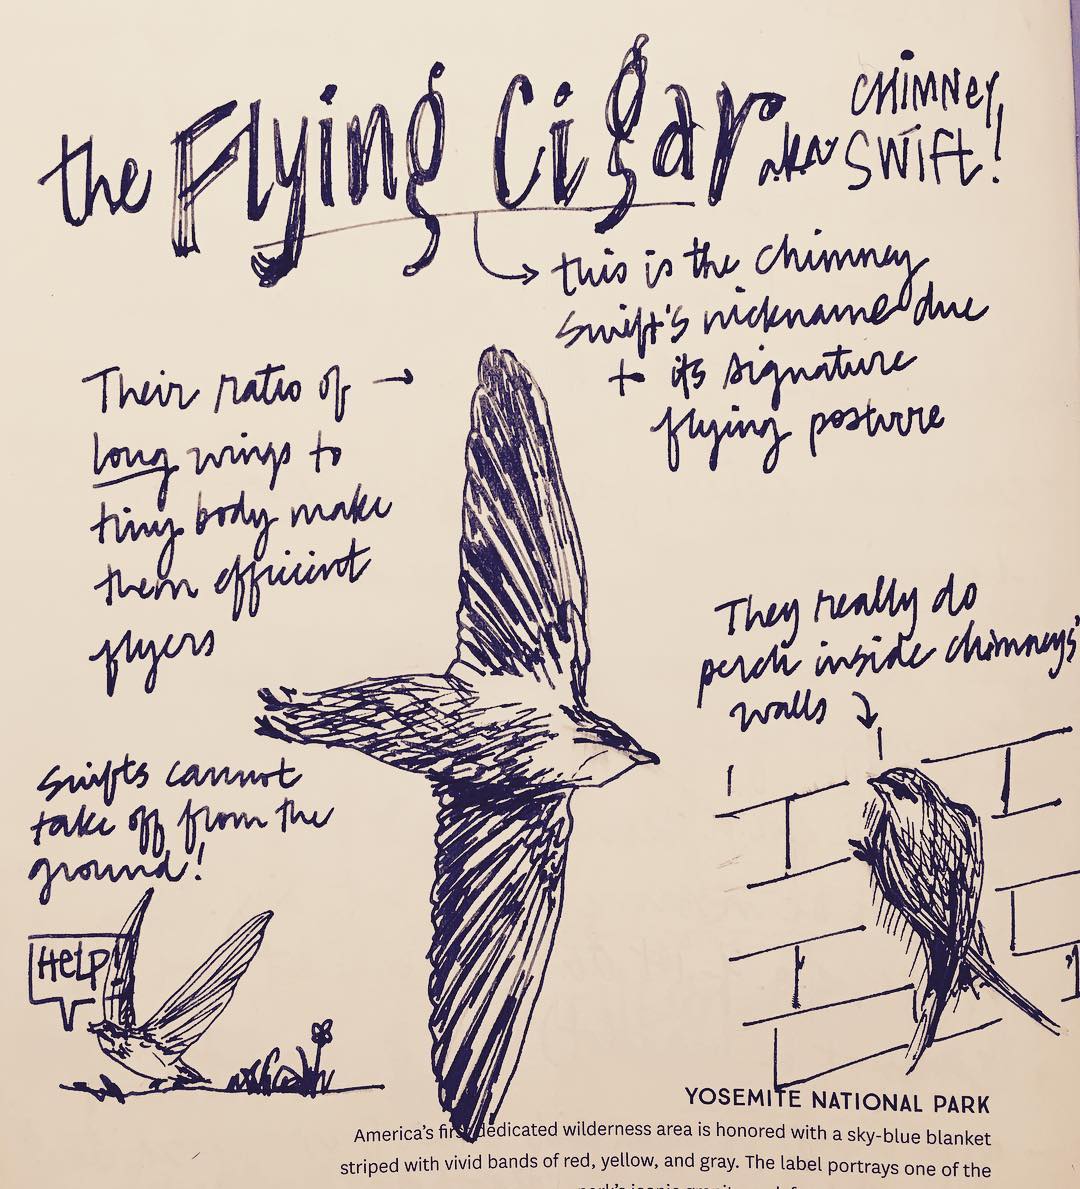 the Flying Cigar aka CHIMNEY
SWIFT!
this is the chimney
swift's nickname due
to its signature
flying posture
Their ratio of
long wings to
tiny body make
them efficient
flyers
They really do
perch inside chimneys'
walls
Swifts cannot
take off from the
ground!
HELP!
YOSEMITE NATIONAL PARK
America's first dedicated wilderness area is honored with a sky-blue blanket
striped with vivid bands of red, yellow, and gray. The label portrays one of the